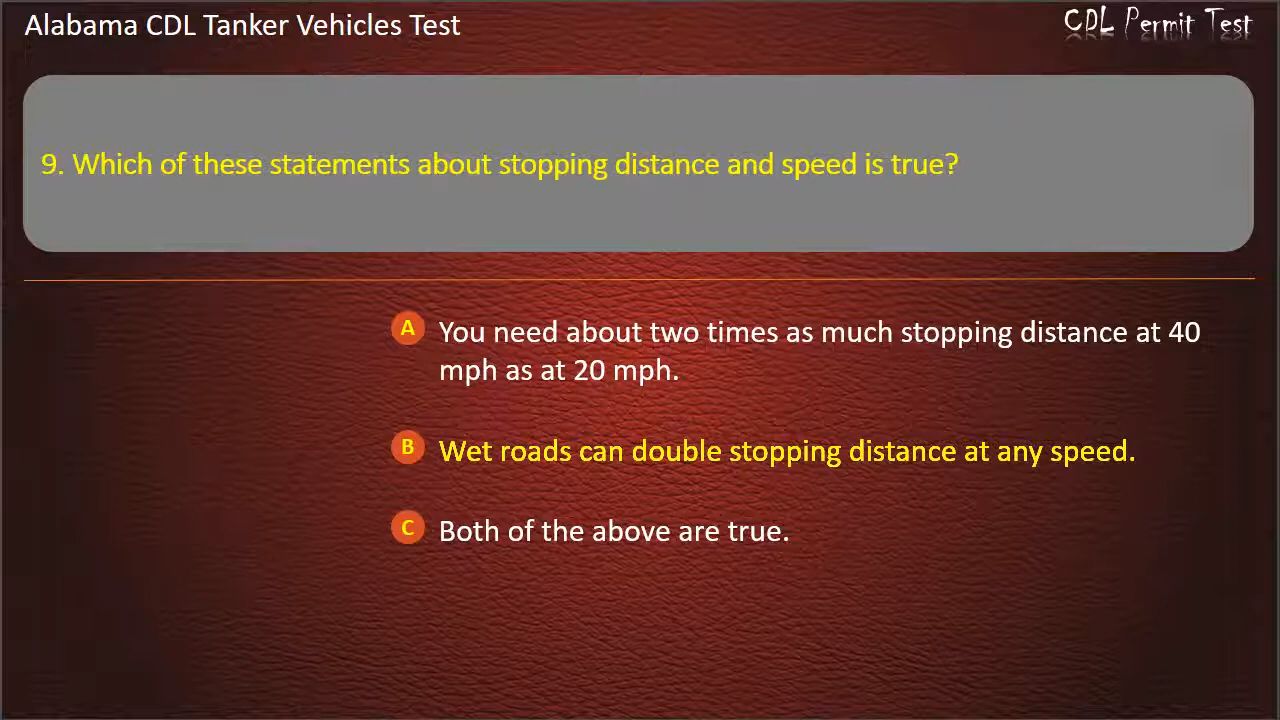 Alabama CDL Tanker Vehicles Test
CDL Permit Test
9. Which of these statements about stopping distance and speed is true?
A You need about two times as much stopping distance at 40
mph as at 20 mph.
B Wet roads can double stopping distance at any speed.
C Both of the above are true.